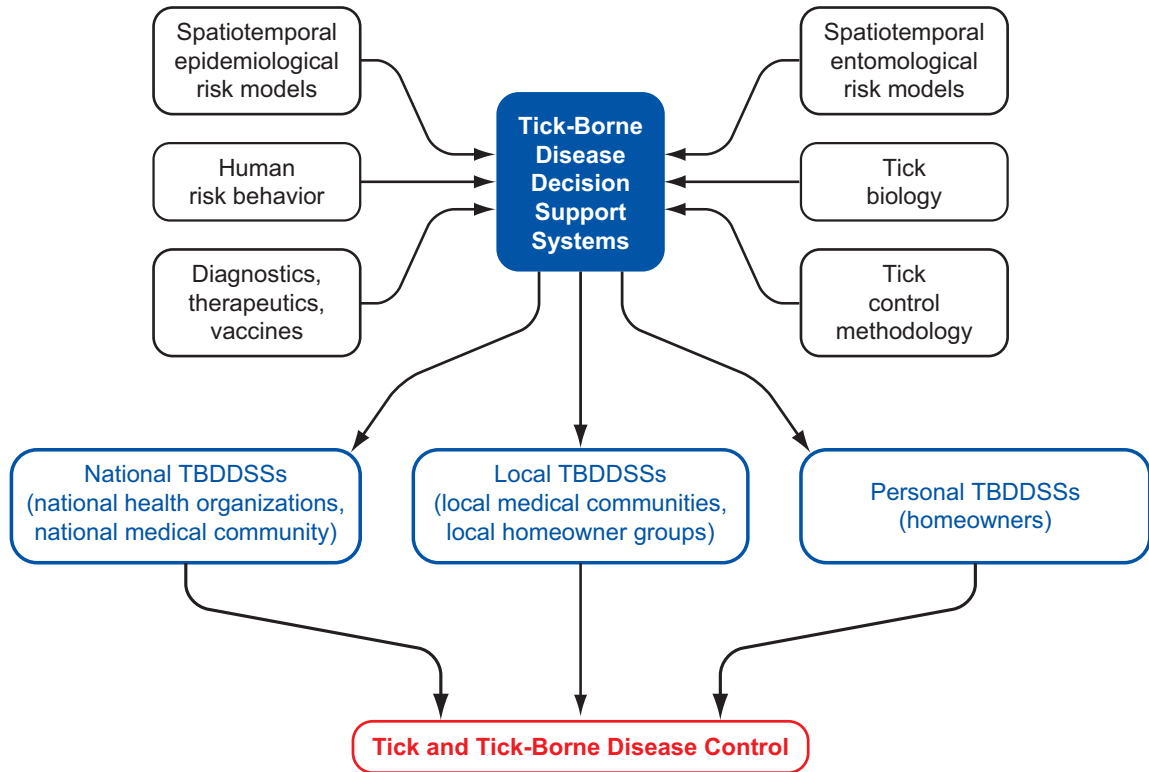 Spatiotemporal
epidemiological
risk models
Spatiotemporal
entomological
risk models
Tick-Borne
Disease
Decision
Support
Systems
Human
risk behavior
Tick
biology
Diagnostics,
therapeutics,
vaccines
Tick
control
methodology
National TBDDSSs
(national health organizations,
national medical community)
Local TBDDSSs
(local medical communities,
local homeowner groups)
Personal TBDDSSs
(homeowners)
Tick and Tick-Borne Disease Control